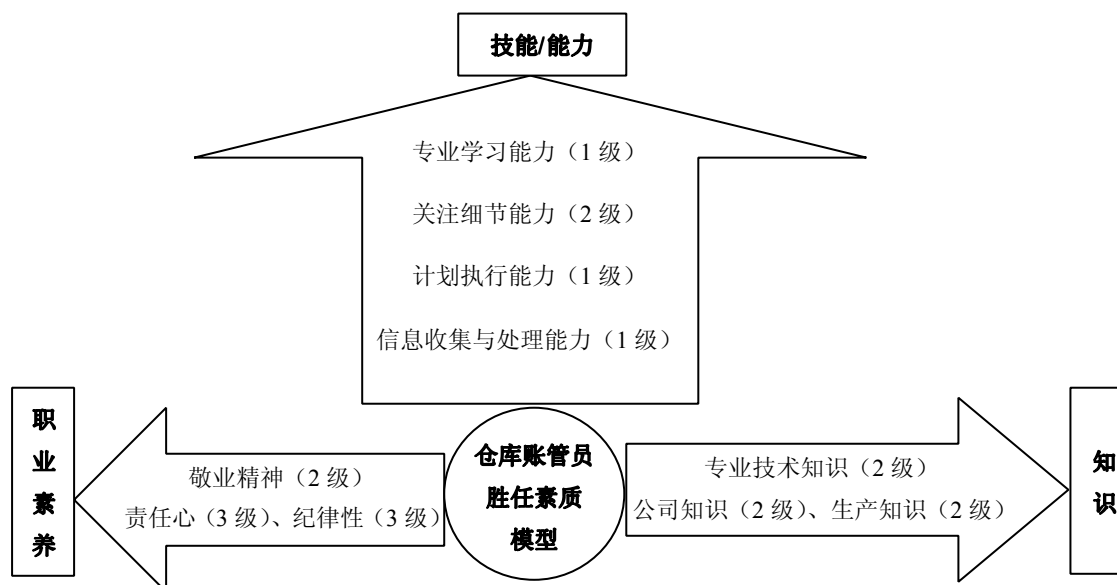 技能/能力
专业学习能力（1 级）
关注细节能力（2 级）
计划执行能力（1 级）
信息收集与处理能力（1 级）
职业素养
敬业精神（2 级）
责任心（3 级）、纪律性（3 级）
仓库账管员
胜任素质
模型
专业技术知识（2 级）
公司知识（2 级）、生产知识（2 级）
知识